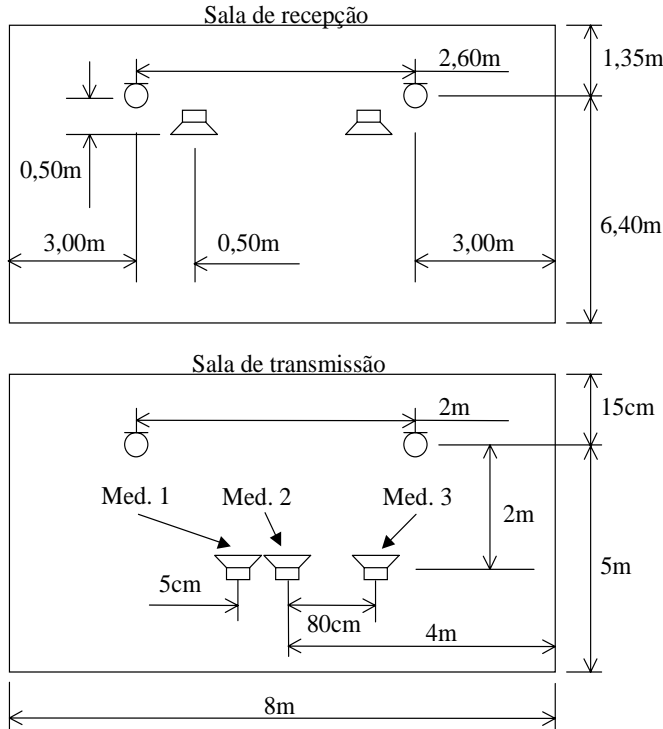 Sala de recepção
2,60m
1,35m
0,50m
6,40m
3,00m
0,50m
3,00m
Sala de transmissão
2m
15cm
Med. 1
Med. 2
Med. 3
2m
5cm
5m
80cm
4m
8m